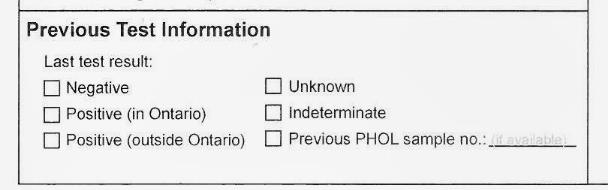 Previous Test Information
Last test result:
☐ Negative ☐ Unknown
☐ Positive (in Ontario) ☐ Indeterminate
☐ Positive (outside Ontario) ☐ Previous PHOL sample no.: (if available)